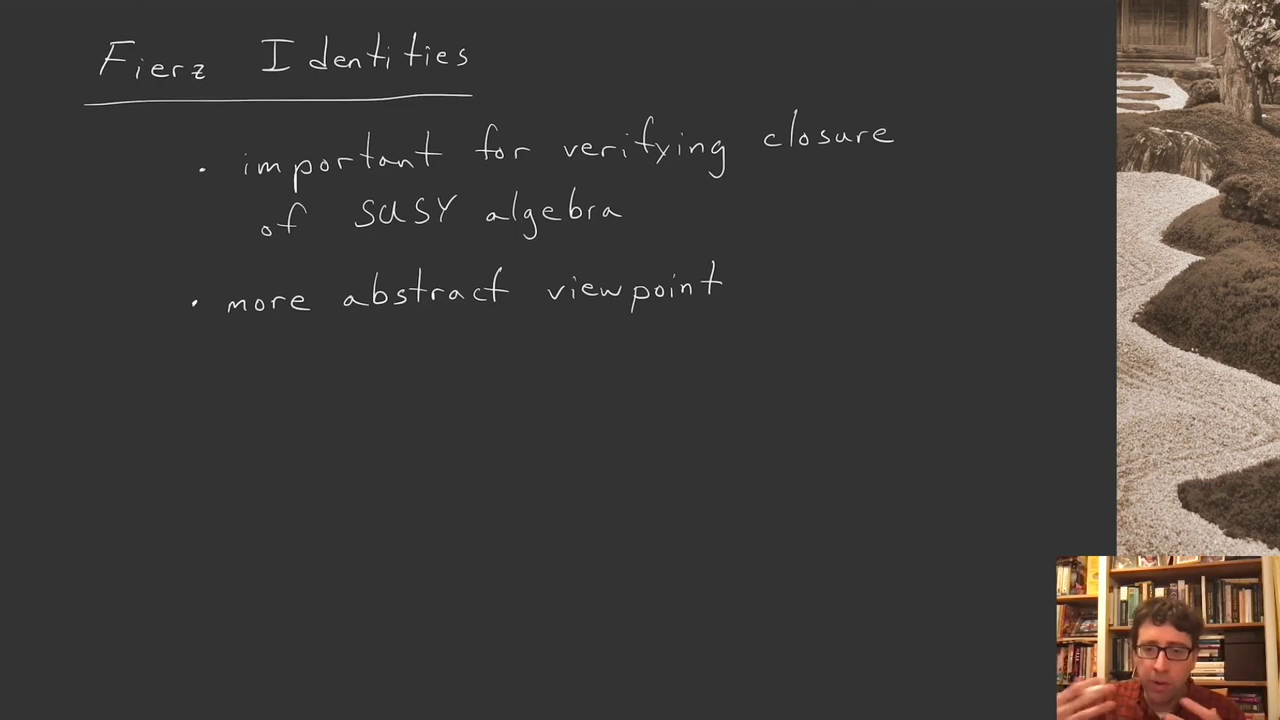 Fierz Identities
· important for verifying closure
of SUSY algebra
· more abstract viewpoint